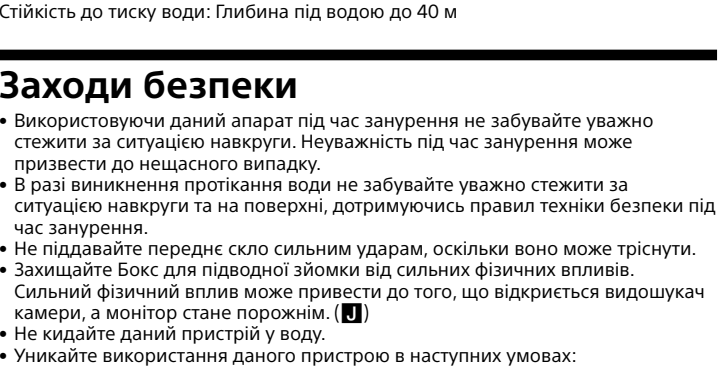 Стійкість до тиску води: Глибина під водою до 40 м
Заходи безпеки
• Використовуючи даний апарат під час занурення не забувайте уважно
стежити за ситуацією навкруги. Неуважність під час занурення може
призвести до нещасного випадку.
• В разі виникнення протікання води не забувайте уважно стежити за
ситуацією навкруги та на поверхні, дотримуючись правил техніки безпеки під
час занурення.
• Не піддавайте переднє скло сильним ударам, оскільки воно може тріснути.
• Захищайте Бокс для підводної зйомки від сильних фізичних впливів.
Сильний фізичний вплив може привести до того, що відкриється видошукач
камери, а монітор стане порожнім. (J)
• Не кидайте даний пристрій у воду.
• Уникайте використання даного пристрою в наступних умовах: